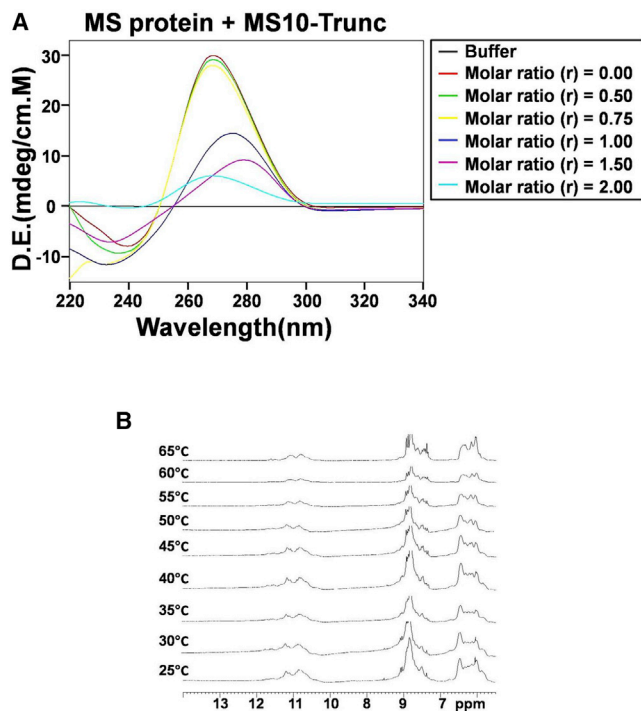 A
MS protein + MS10-Trunc
D.E.(mdeg/cm.M)
30
20
10
0
-10
220 240 260 280 300 320 340
Wavelength(nm)
Buffer
Molar ratio (r) = 0.00
Molar ratio (r) = 0.50
Molar ratio (r) = 0.75
Molar ratio (r) = 1.00
Molar ratio (r) = 1.50
Molar ratio (r) = 2.00
B
65°C
60°C
55°C
50°C
45°C
40°C
35°C
30°C
25°C
13 12 11 10 9 8 7 ppm